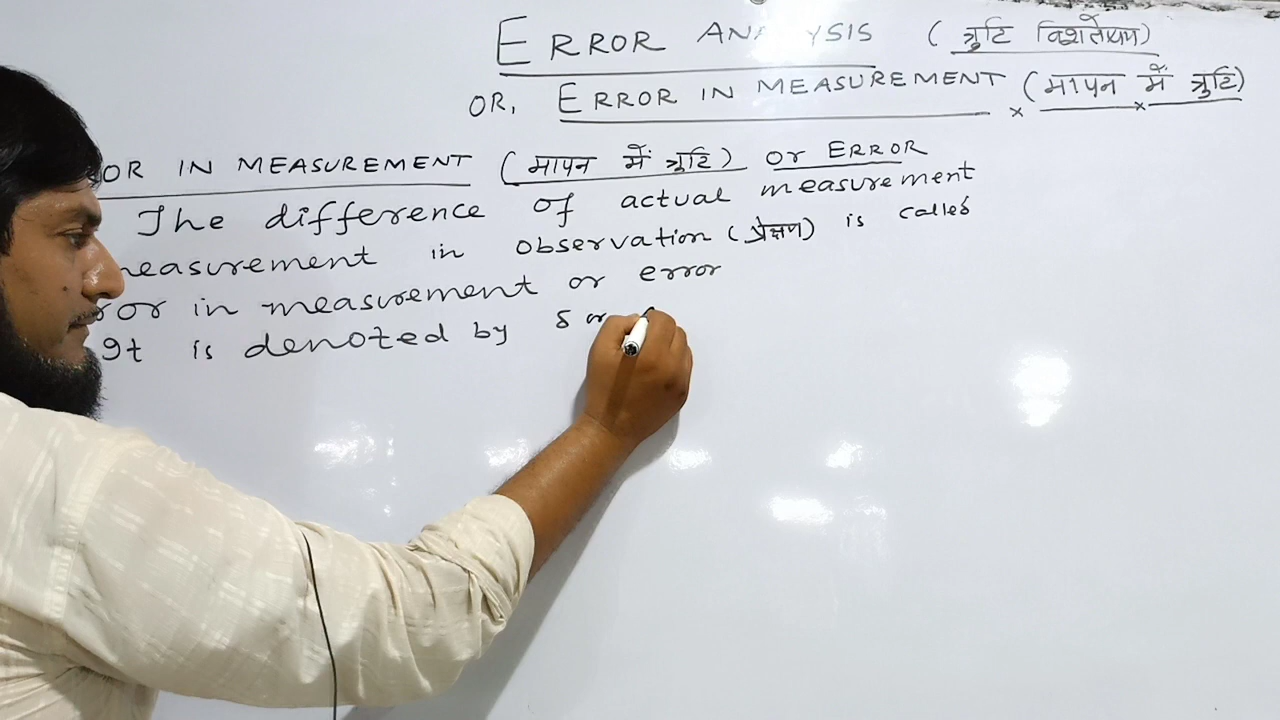 ERROR ANALYSIS (त्रुटि विश्लेषण)
OR, ERROR IN MEASUREMENT (मापन में त्रुटि)
OR IN MEASUREMENT (मापन में त्रुटि) or ERROR
The difference of actual measurement
measurement in observation (प्रेक्षण) is called
ror in measurement or error
It is denoted by δ or